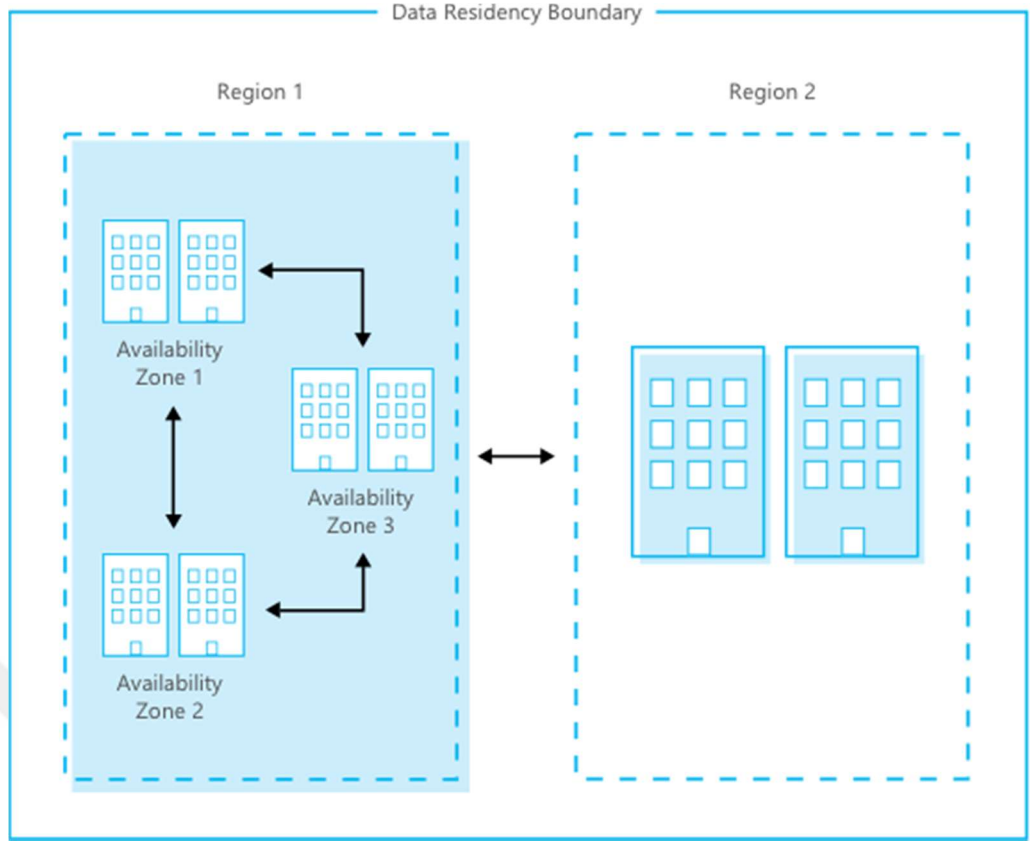 Data Residency Boundary
Region 1
Region 2
Availability
Zone 1
Availability
Zone 3
Availability
Zone 2